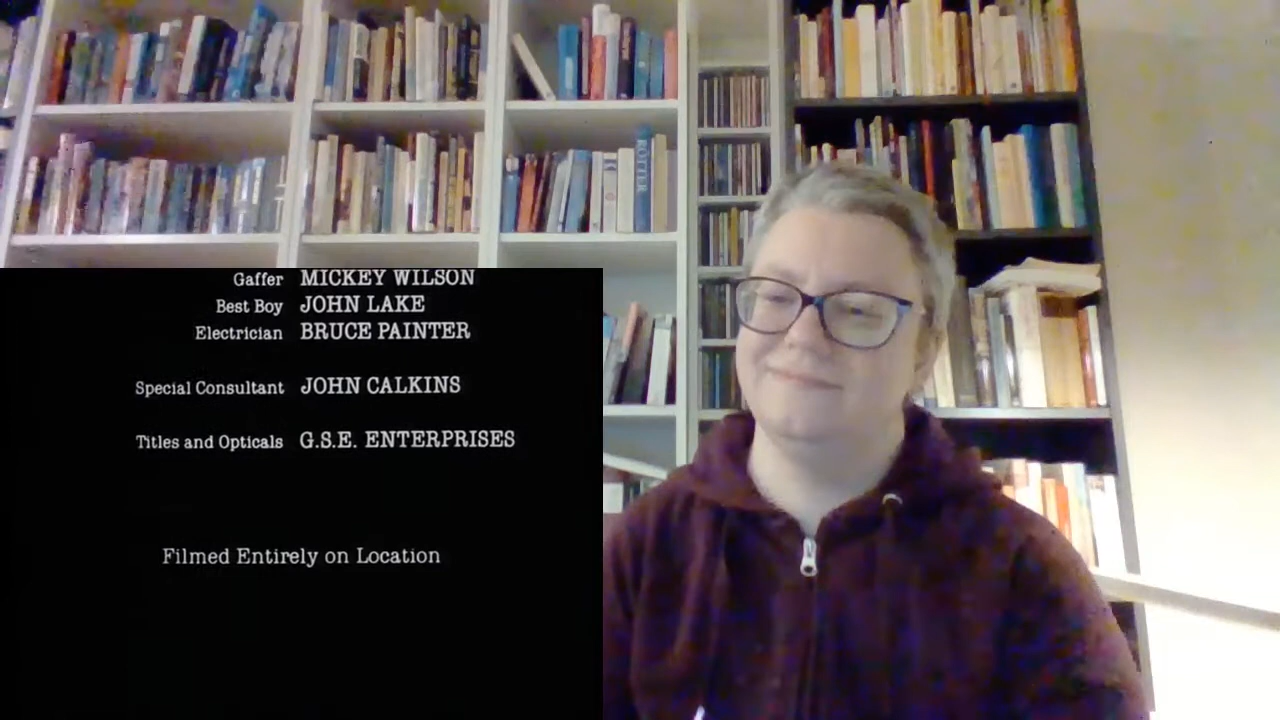 Gaffer MICKEY WILSON
Best Boy JOHN LAKE
Electrician BRUCE PAINTER
Special Consultant JOHN CALKINS
Titles and Opticals G.S.E. ENTERPRISES
Filmed Entirely on Location